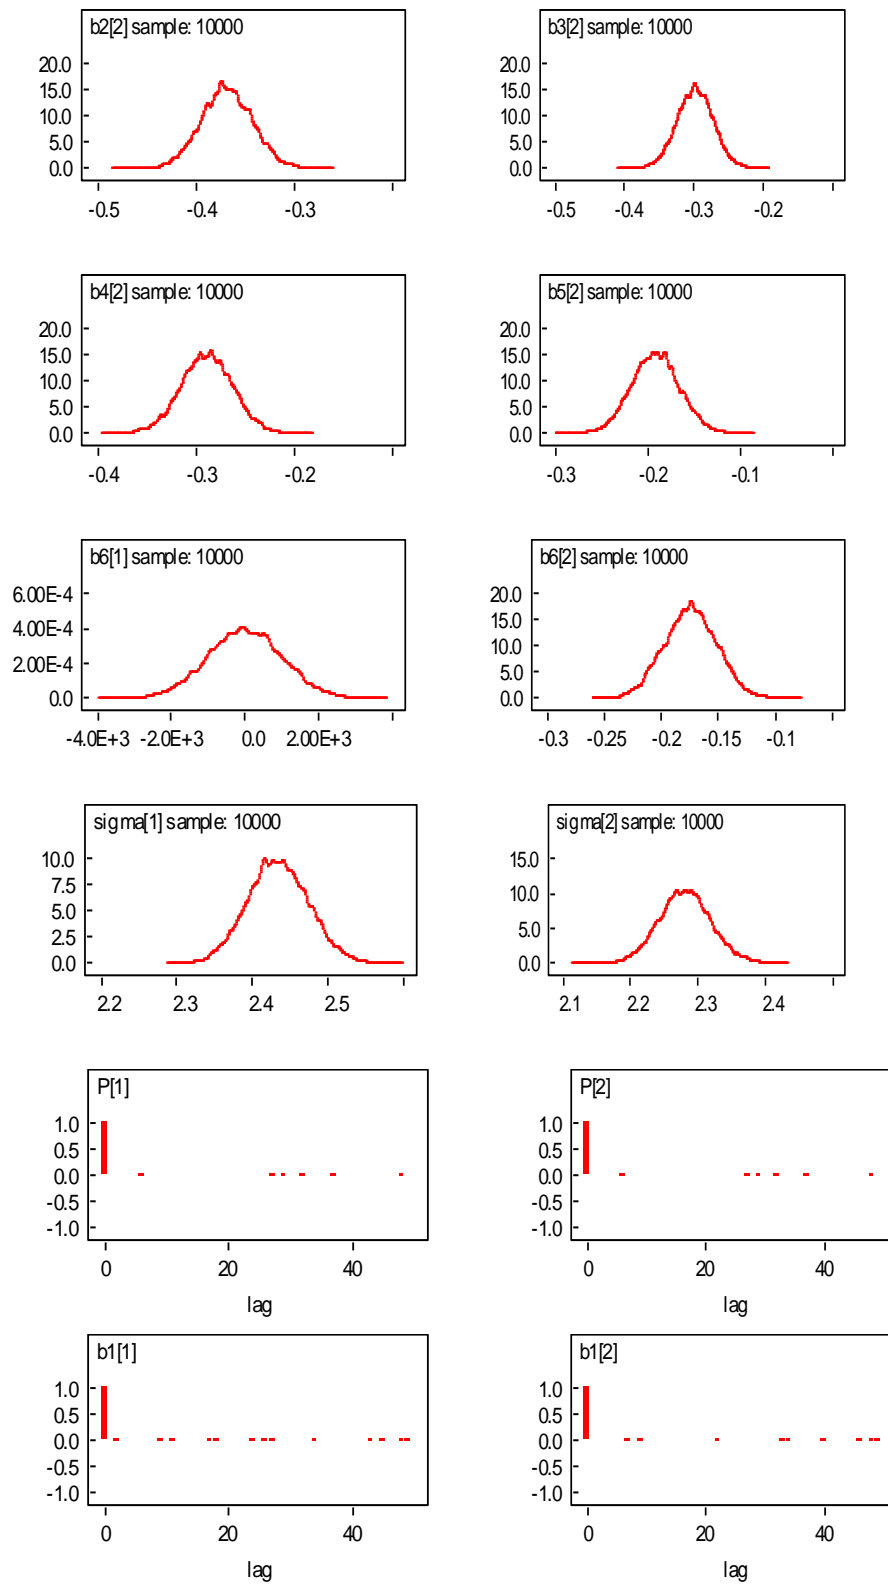 b2[2] sample: 10000
20.0
15.0
10.0
5.0
0.0
-0.5 -0.4 -0.3
b3[2] sample: 10000
20.0
15.0
10.0
5.0
0.0
-0.5 -0.4 -0.3 -0.2
b4[2] sample: 10000
20.0
15.0
10.0
5.0
0.0
-0.4 -0.3 -0.2
b5[2] sample: 10000
20.0
15.0
10.0
5.0
0.0
-0.3 -0.2 -0.1
b6[1] sample: 10000
6.00E-4
4.00E-4
2.00E-4
0.0
-4.0E+3 -2.0E+3 0.0 2.00E+3
b6[2] sample: 10000
20.0
15.0
10.0
5.0
0.0
-0.3 -0.25 -0.2 -0.15 -0.1
sigma[1] sample: 10000
10.0
7.5
5.0
2.5
0.0
2.2 2.3 2.4 2.5
sigma[2] sample: 10000
15.0
10.0
5.0
0.0
2.1 2.2 2.3 2.4
P[1]
1.0
0.5
0.0
-0.5
-1.0
0 20 40
lag
P[2]
1.0
0.5
0.0
-0.5
-1.0
0 20 40
lag
b1[1]
1.0
0.5
0.0
-0.5
-1.0
0 20 40
lag
b1[2]
1.0
0.5
0.0
-0.5
-1.0
0 20 40
lag